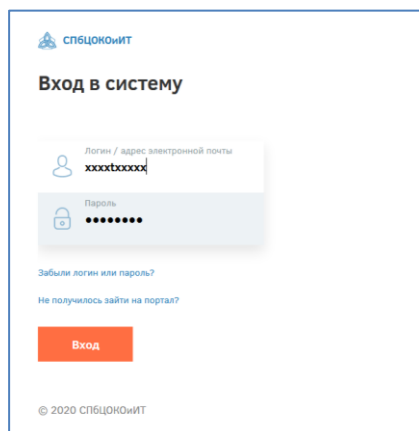 СПбЦОКОиИТ
Вход в систему
Логин / адрес электронной почты
xxxxtxxxxx
Пароль
••••••••
Забыли логин или пароль?
Не получилось зайти на портал?
Вход
© 2020 СПбЦОКОиИТ